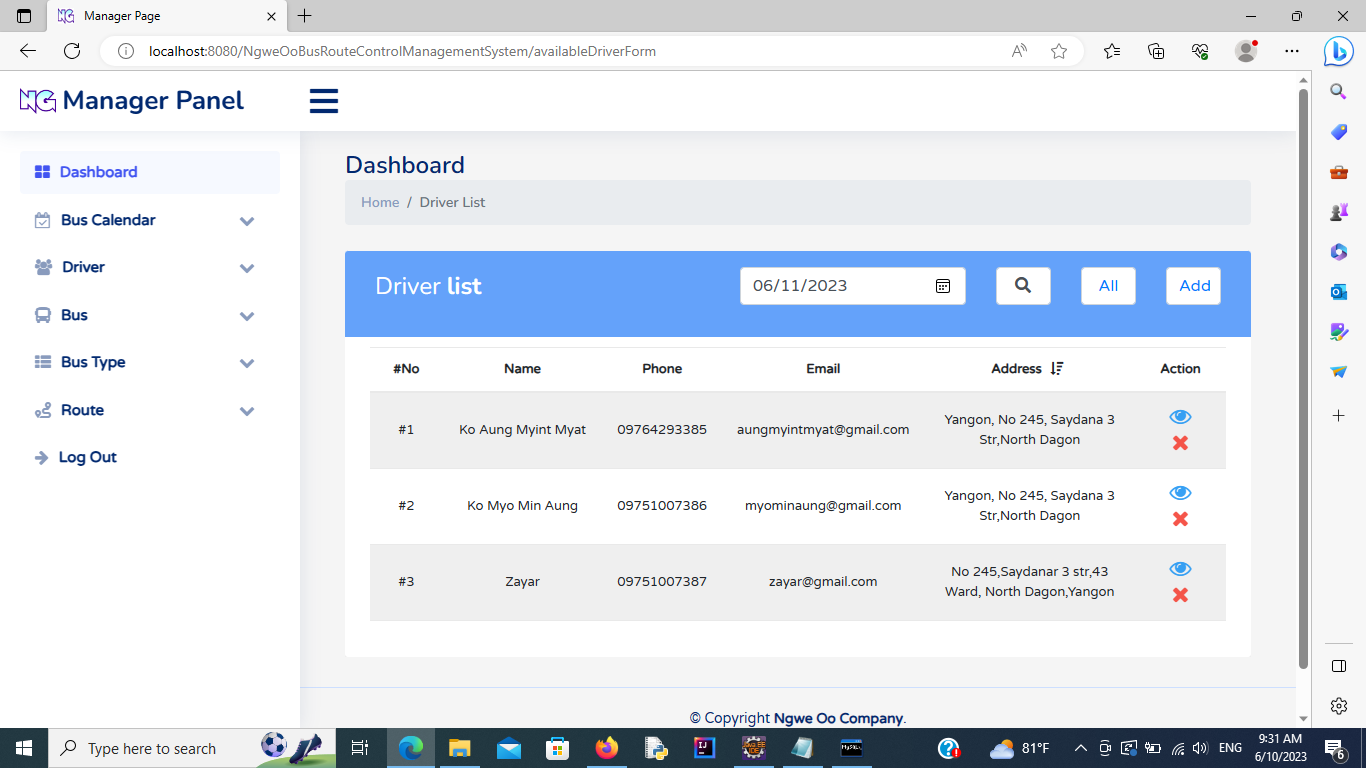 Manager Page
localhost:8080/NgweOoBusRouteControlManagementSystem/availableDriverForm
NG Manager Panel
Dashboard
Bus Calendar
Driver
Bus
Bus Type
Route
Log Out
Dashboard
Home / Driver List
Driver list 06/11/2023 All Add
#No Name Phone Email Address Action
#1 Ko Aung Myint Myat 09764293385 aungmyintmyat@gmail.com Yangon, No 245, Saydana 3
Str,North Dagon
#2 Ko Myo Min Aung 09751007386 myominaung@gmail.com Yangon, No 245, Saydana 3
Str,North Dagon
#3 Zayar 09751007387 zayar@gmail.com No 245,Saydanar 3 str,43
Ward, North Dagon,Yangon
© Copyright Ngwe Oo Company.
Type here to search
81°F ENG 9:31 AM
6/10/2023 6